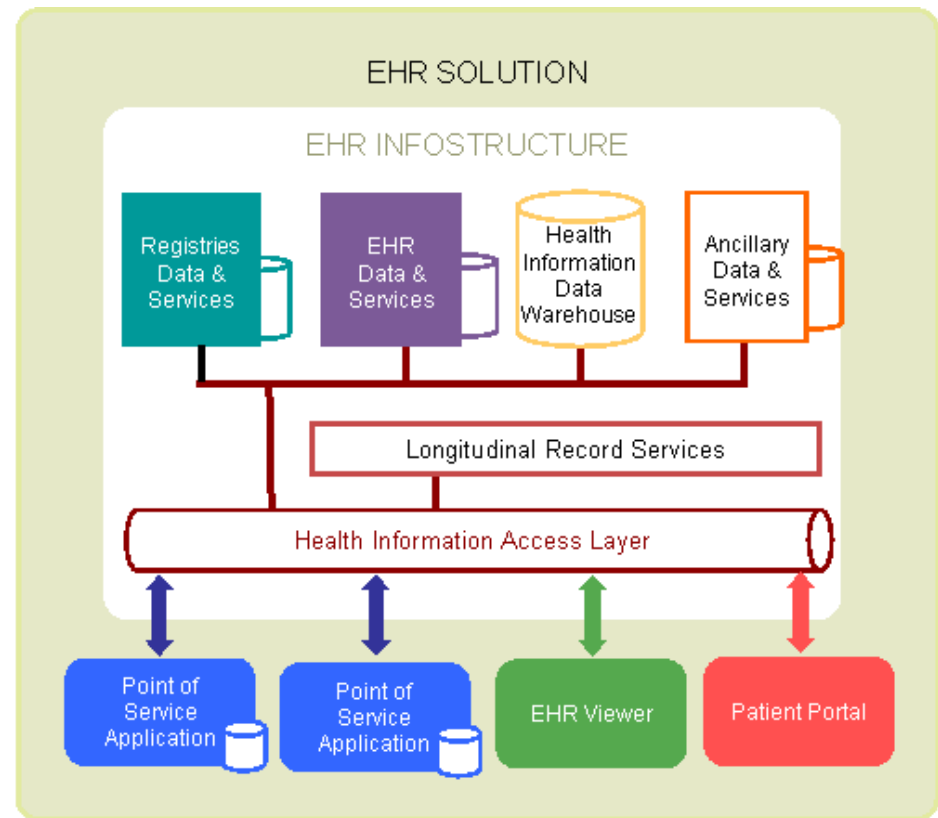 EHR SOLUTION
EHR INFOSTRUCTURE
Registries
Data &
Services
EHR
Data &
Services
Health
Information
Data
Warehouse
Ancillary
Data &
Services
Longitudinal Record Services
Health Information Access Layer
Point of
Service
Application
Point of
Service
Application
EHR Viewer
Patient Portal